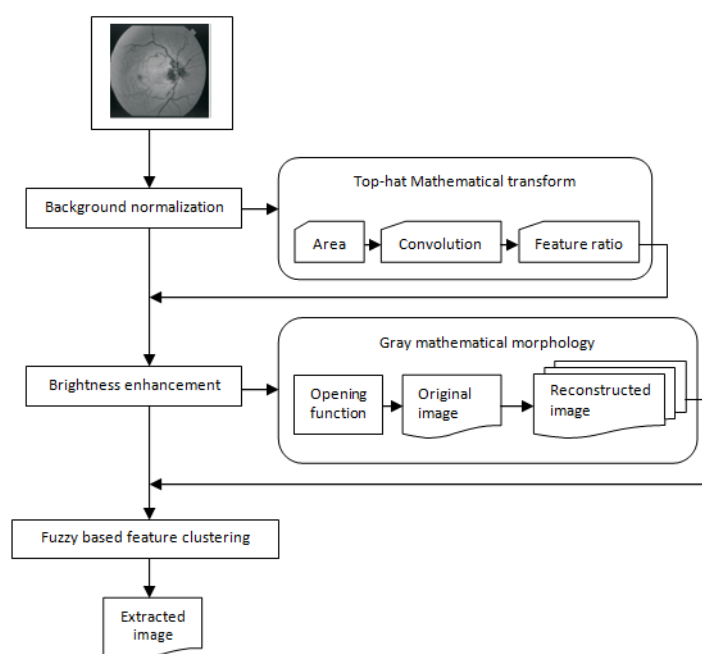 Top-hat Mathematical transform
Background normalization
Area
Convolution
Feature ratio
Gray mathematical morphology
Brightness enhancement
Opening
function
Original
image
Reconstructed
image
Fuzzy based feature clustering
Extracted
image